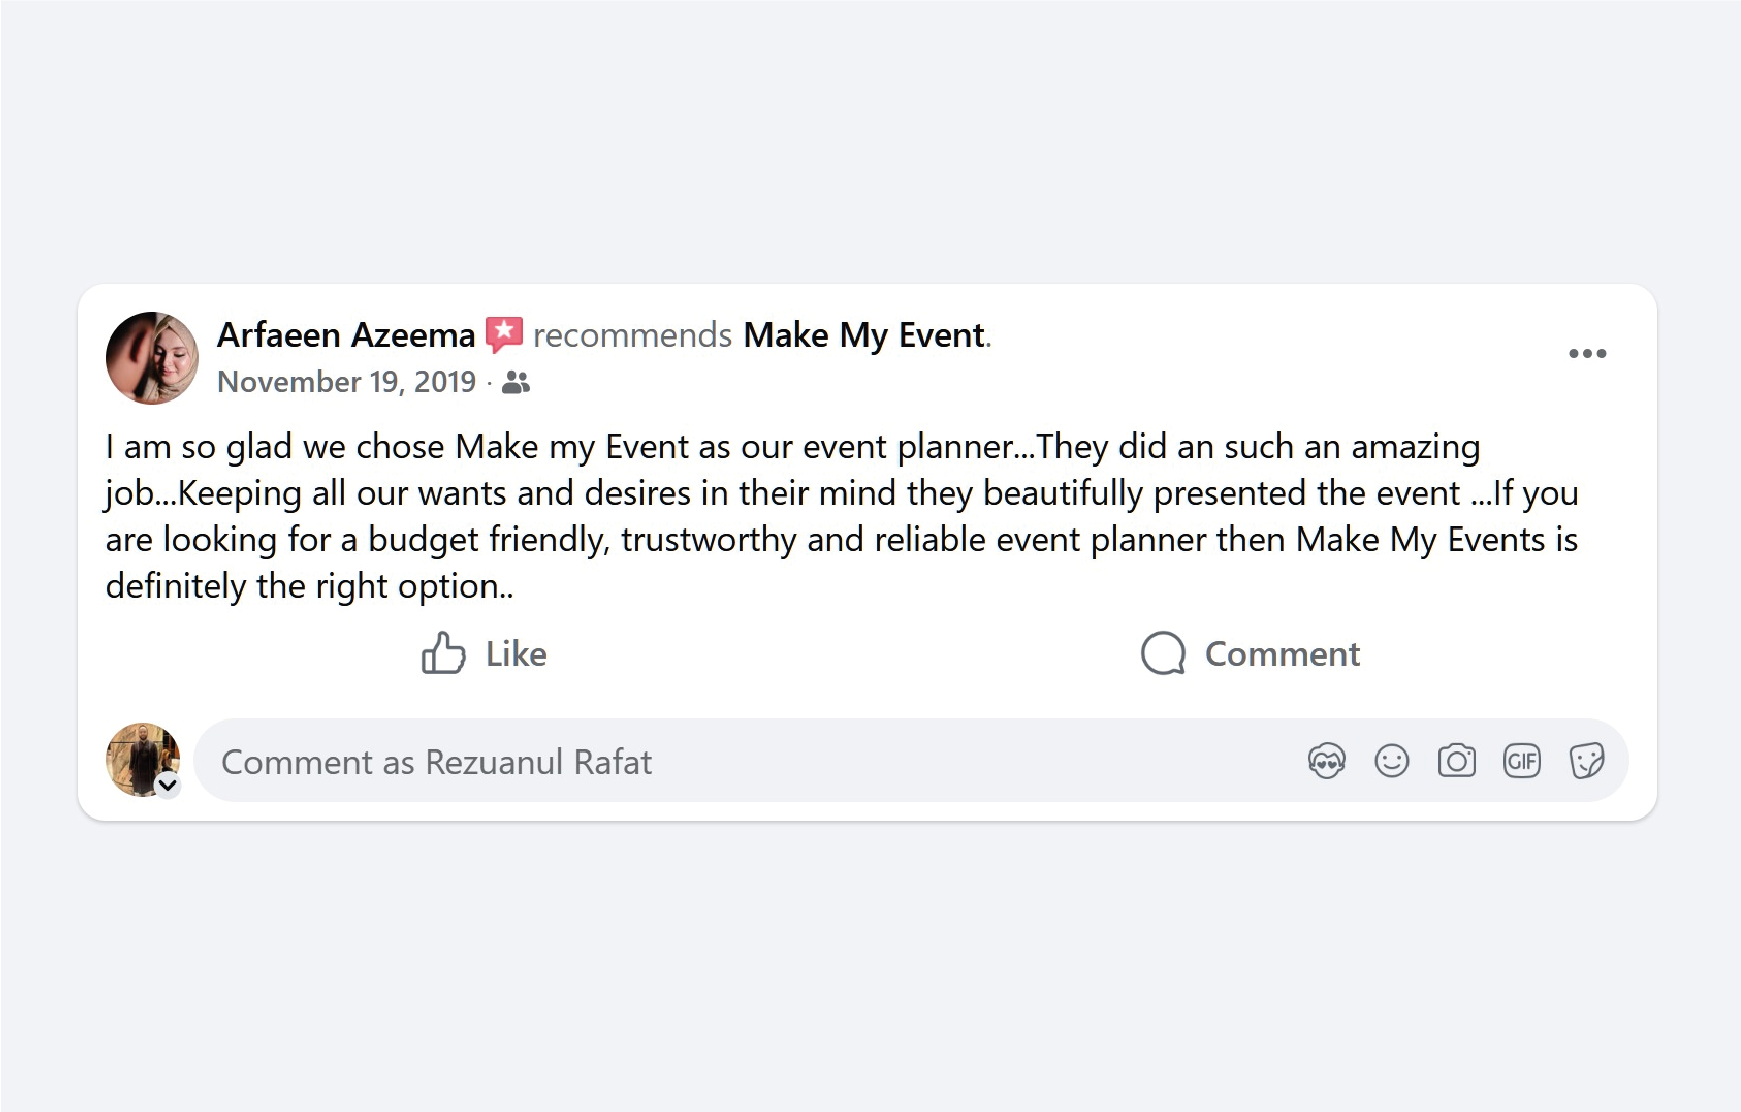 Arfaeen Azeema recommends Make My Event.
November 19, 2019 ·
I am so glad we chose Make my Event as our event planner...They did an such an amazing
job...Keeping all our wants and desires in their mind they beautifully presented the event ...If you
are looking for a budget friendly, trustworthy and reliable event planner then Make My Events is
definitely the right option..
Like
Comment
Comment as Rezuanul Rafat
GIF